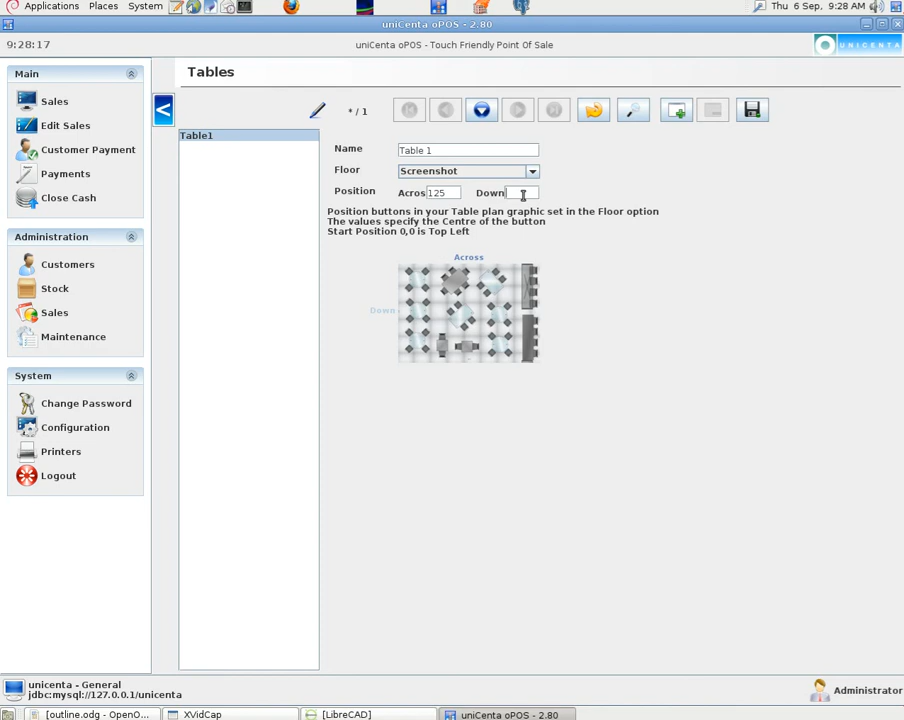 Applications Places System Thu 6 Sep, 9:28 AM
uniCenta oPOS - 2.80
9:28:17 uniCenta oPOS - Touch Friendly Point Of Sale UNICENTA
Main
Sales
Edit Sales
Customer Payment
Payments
Close Cash
Administration
Customers
Stock
Sales
Maintenance
System
Change Password
Configuration
Printers
Logout
Tables
* / 1
Table1
Name Table 1
Floor Screenshot
Position Acros 125 Down
Position buttons in your Table plan graphic set in the Floor option
The values specify the Centre of the button
Start Position 0,0 is Top Left
Across
Down
unicenta - General
jdbc:mysql://127.0.0.1/unicenta
Administrator
[outline.odg - OpenO... XVidCap [LibreCAD] uniCenta oPOS - 2.80